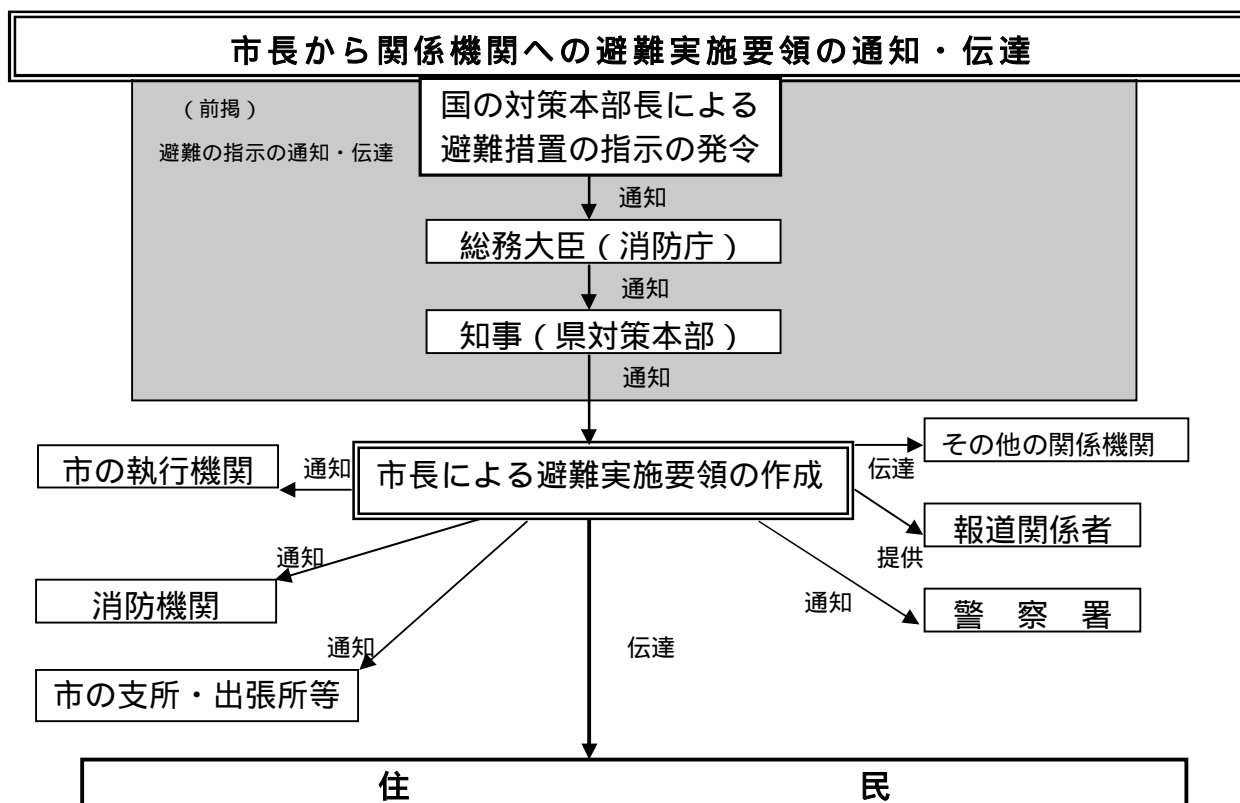 市長から関係機関への避難実施要領の通知・伝達
(前掲)
避難の指示の通知・伝達
国の対策本部長による
避難措置の指示の発令
通知
総務大臣(消防庁)
通知
知事(県対策本部)
通知
市長による避難実施要領の作成
通知
市の執行機関
通知
消防機関
通知
市の支所・出張所等
伝達
その他の関係機関
提供
報道関係者
通知
警 察 署
伝達
住 民